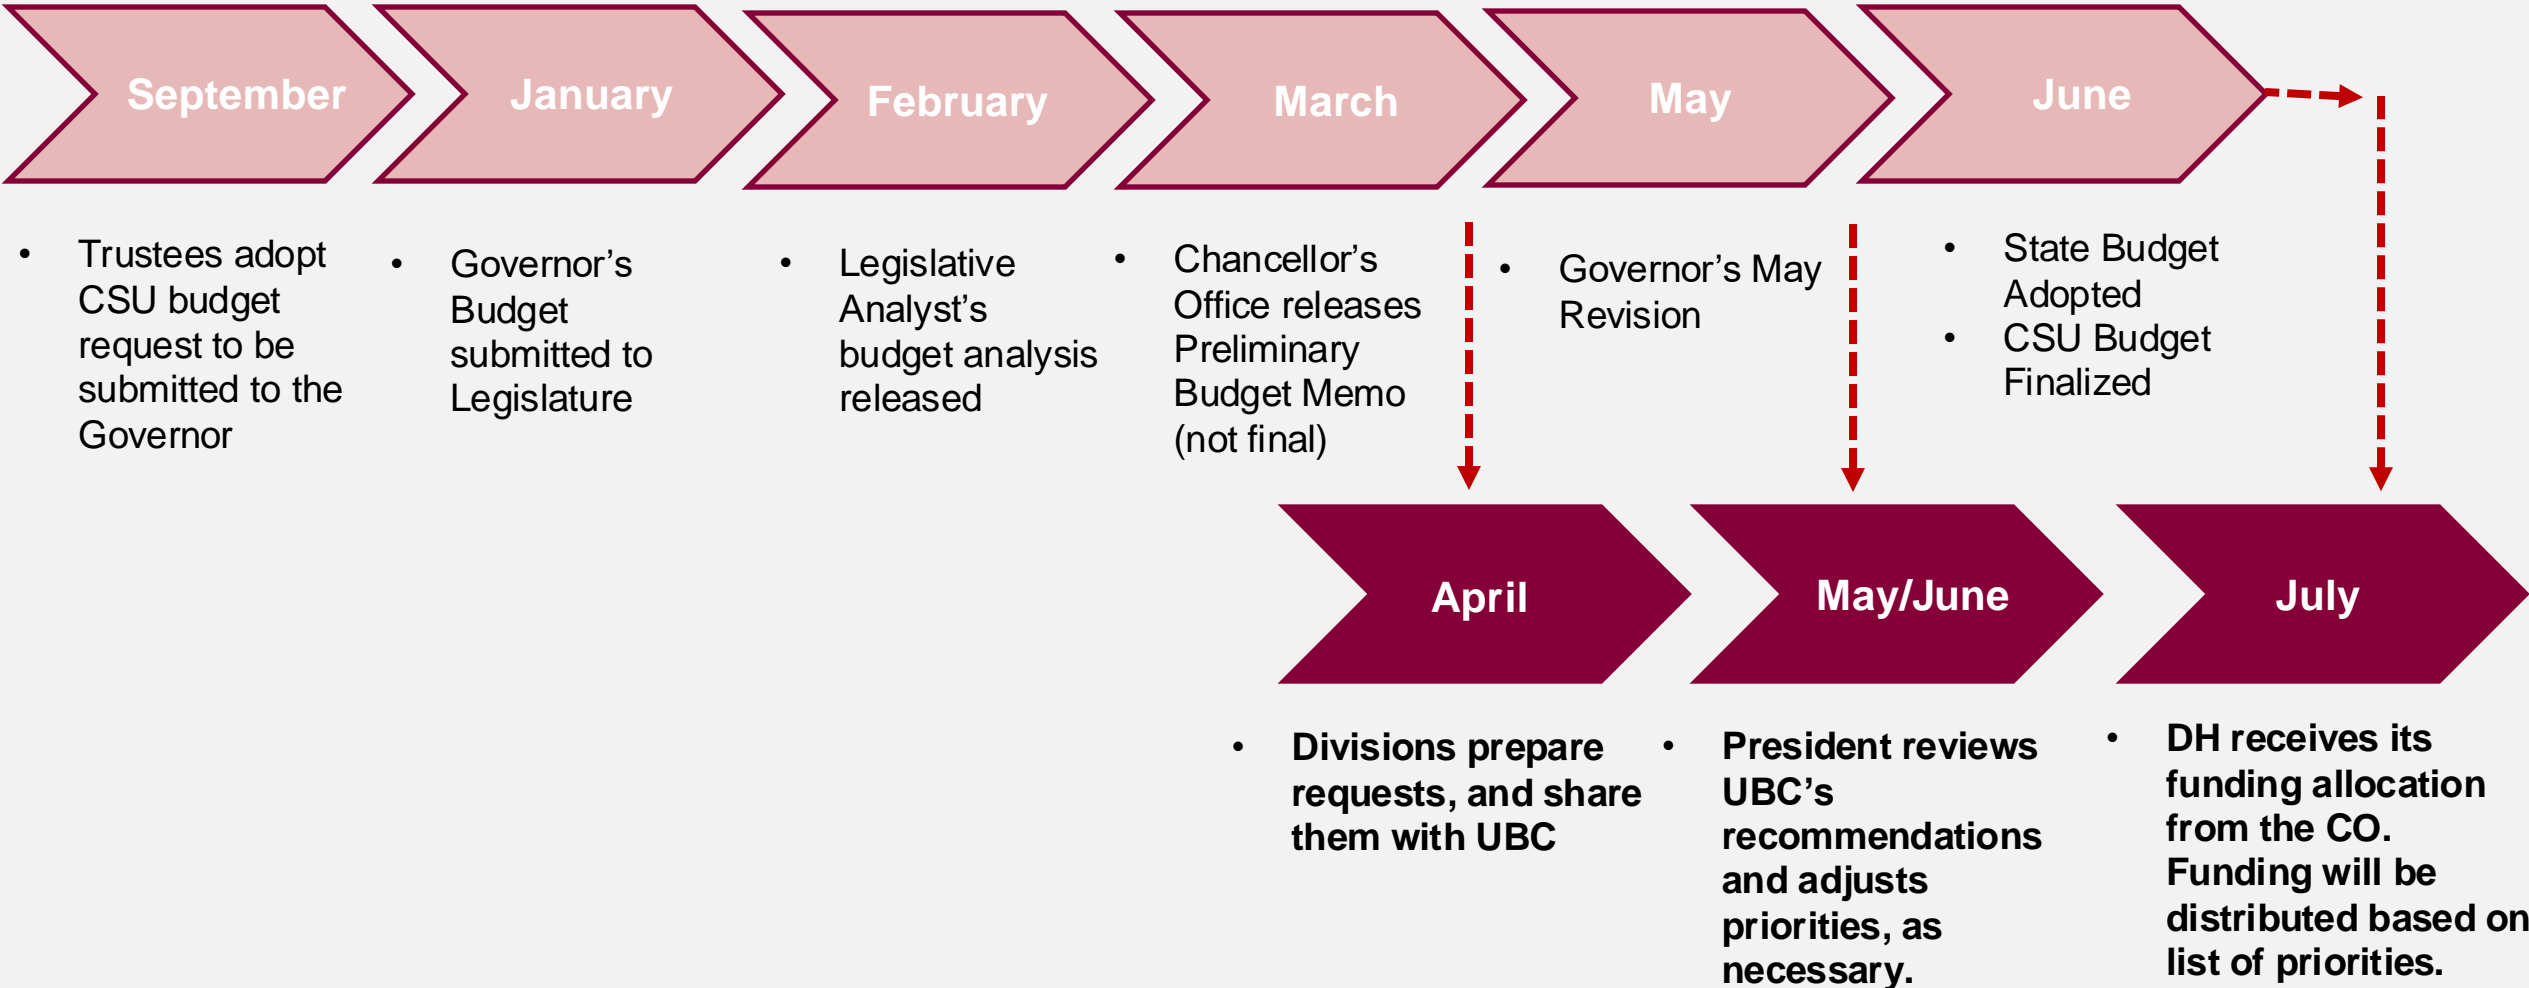 September
January
February
March
May
June
• Trustees adopt
CSU budget
request to be
submitted to the
Governor
• Governor’s
Budget
submitted to
Legislature
• Legislative
Analyst’s
budget analysis
released
• Chancellor’s
Office releases
Preliminary
Budget Memo
(not final)
• Governor’s May
Revision
• State Budget
Adopted
• CSU Budget
Finalized
April
May/June
July
• Divisions prepare
requests, and share
them with UBC
• President reviews
UBC’s
recommendations
and adjusts
priorities, as
necessary.
• DH receives its
funding allocation
from the CO.
Funding will be
distributed based on
list of priorities.